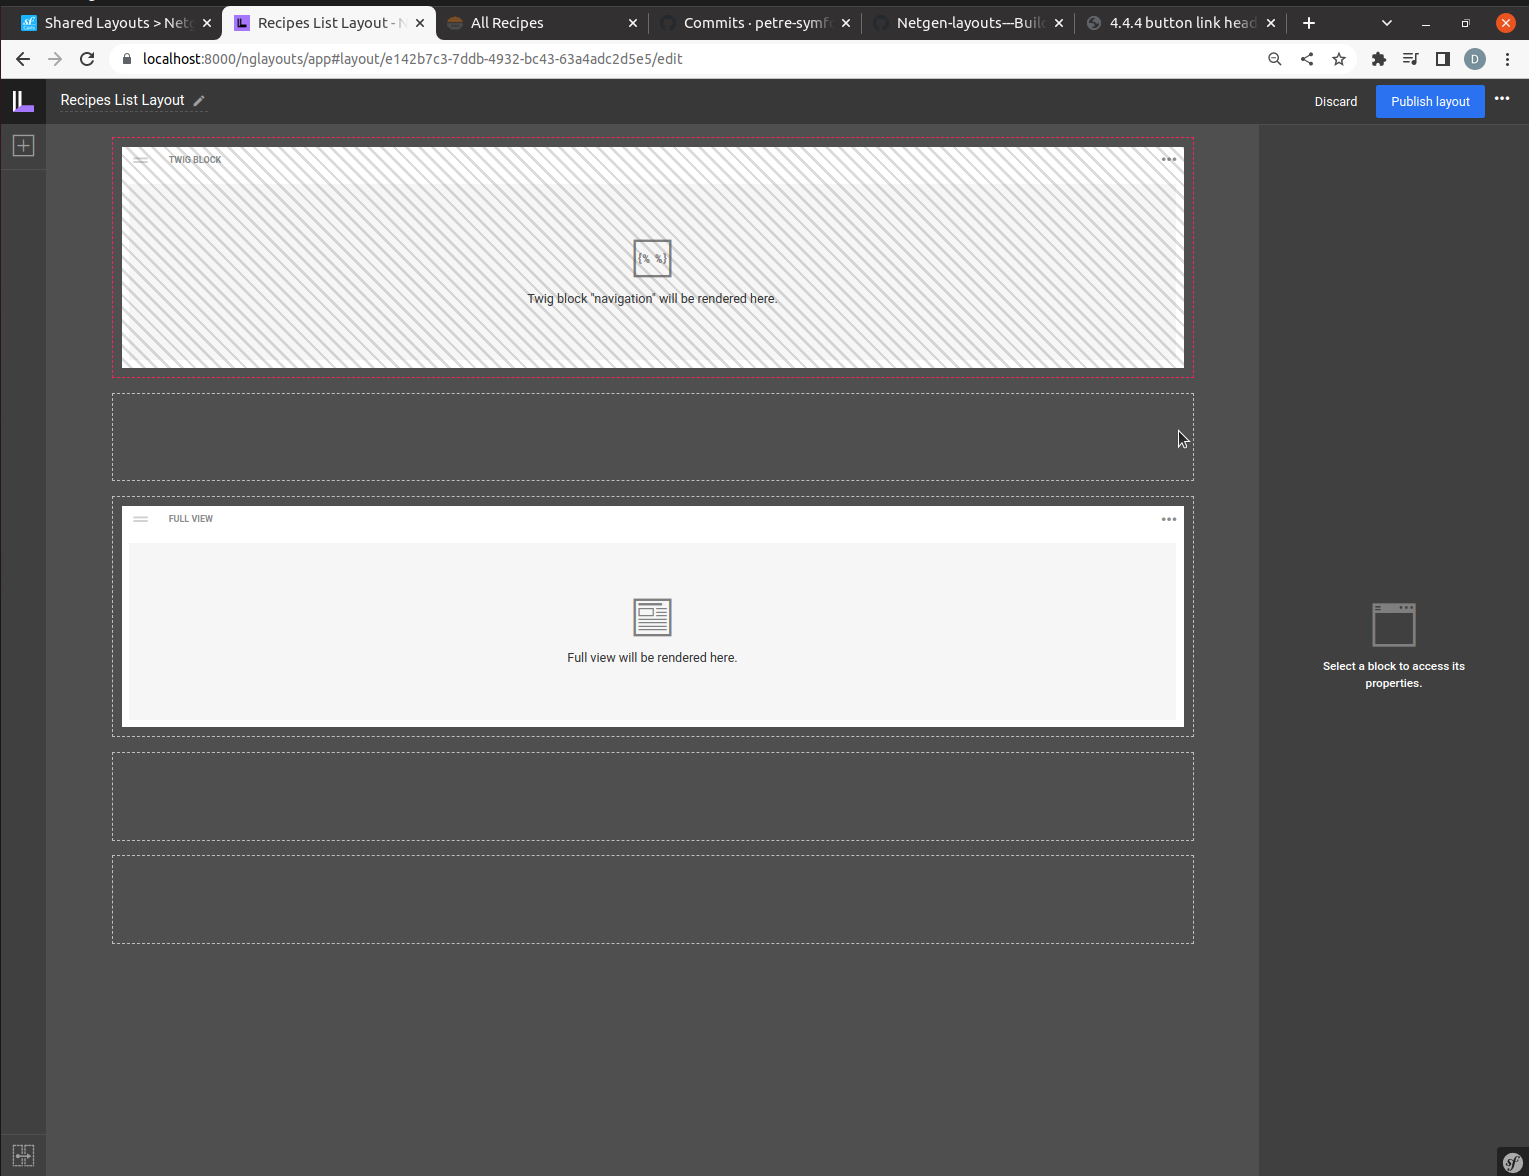 Shared Layouts > Netg
Recipes List Layout - N
All Recipes
Commits · petre-symf
Netgen-layouts---Buil
4.4.4 button link head
localhost:8000/nglayouts/app#layout/e142b7c3-7ddb-4932-bc43-63a4adc2d5e5/edit
D
Recipes List Layout
Discard
Publish layout
TWIG BLOCK
{% %}
Twig block "navigation" will be rendered here.
FULL VIEW
Full view will be rendered here.
Select a block to access its
properties.
sf